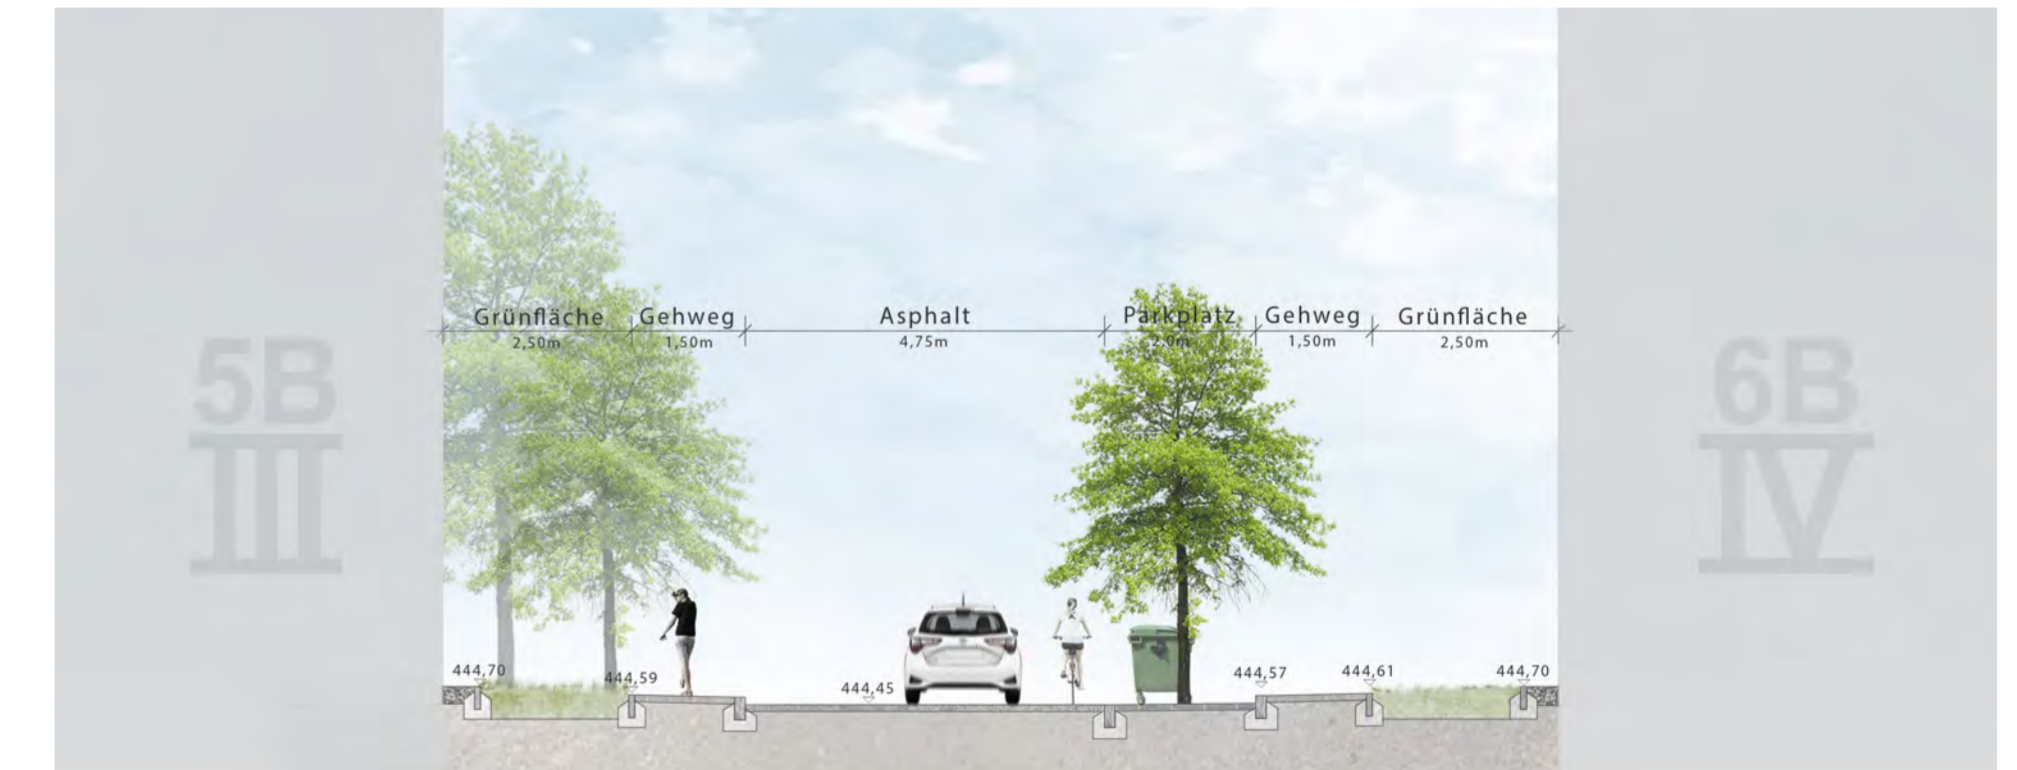 Grünfläche Gehweg Asphalt Parkplatz Gehweg Grünfläche
2,50m 1,50m 4,75m 2,0m 1,50m 2,50m
5B
III
6B
IV
444,70 444,59 444,45 444,57 444,61 444,70